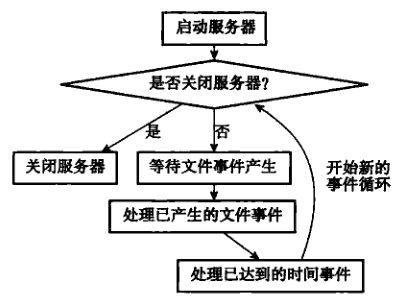 启动服务器
是否关闭服务器?
是
否
关闭服务器
等待文件事件产生
开始新的
事件循环
处理已产生的文件事件
处理已达到的时间事件